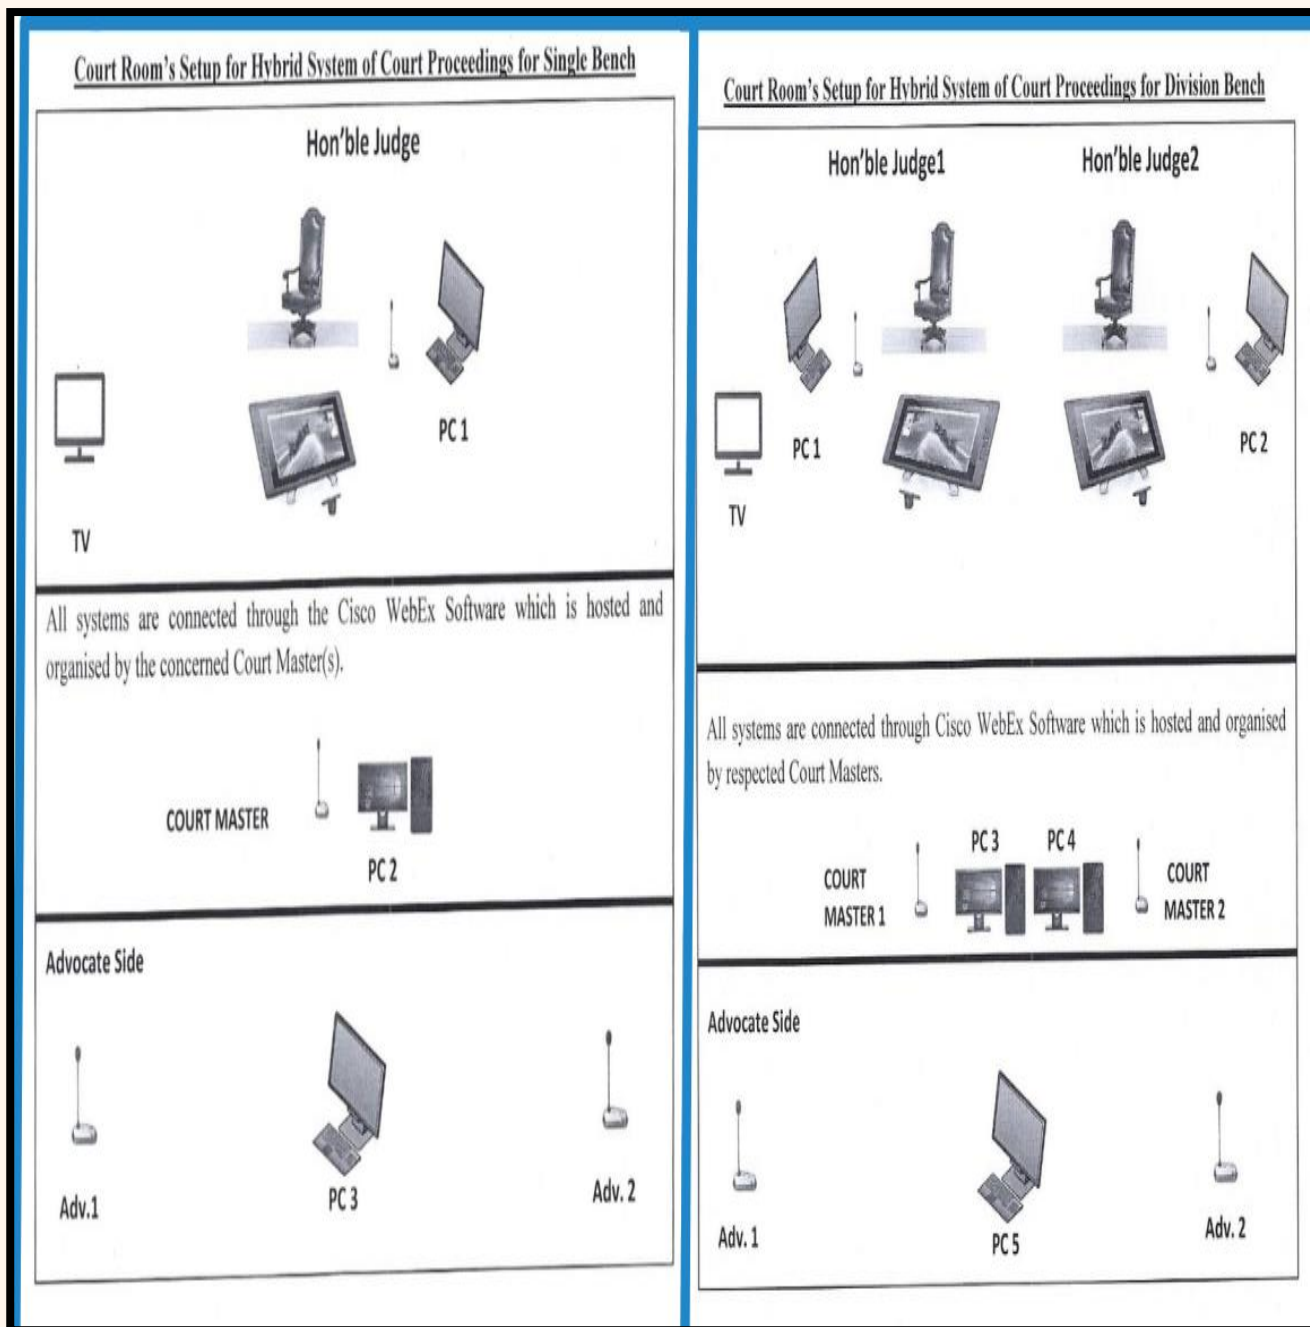 Court Room's Setup for Hybrid System of Court Proceedings for Single Bench
Hon'ble Judge
PC 1
TV
All systems are connected through the Cisco WebEx Software which is hosted and
organised by the concerned Court Master(s).
COURT MASTER
PC 2
Advocate Side
Adv.1
PC 3
Adv. 2
Court Room's Setup for Hybrid System of Court Proceedings for Division Bench
Hon'ble Judge1
Hon'ble Judge2
PC 1
PC 2
TV
All systems are connected through Cisco WebEx Software which is hosted and organised
by respected Court Masters.
PC 3
PC 4
COURT
MASTER 1
COURT
MASTER 2
Advocate Side
Adv. 1
PC 5
Adv. 2